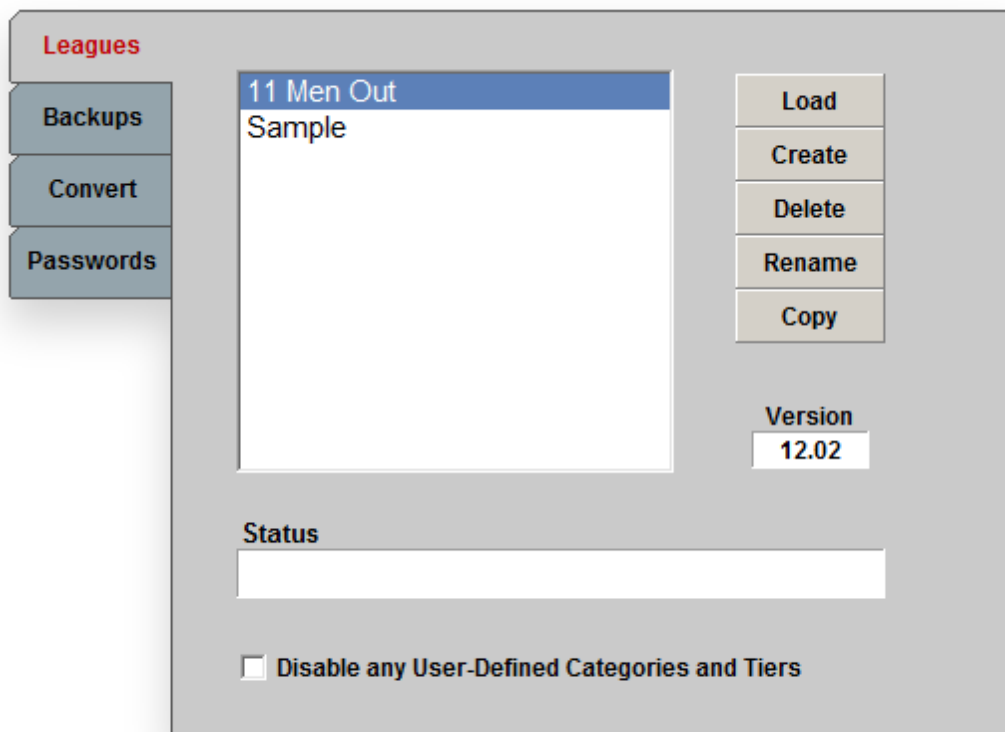 Leagues
Backups
Convert
Passwords
11 Men Out
Sample
Load
Create
Delete
Rename
Copy
Version
12.02
Status
Disable any User-Defined Categories and Tiers